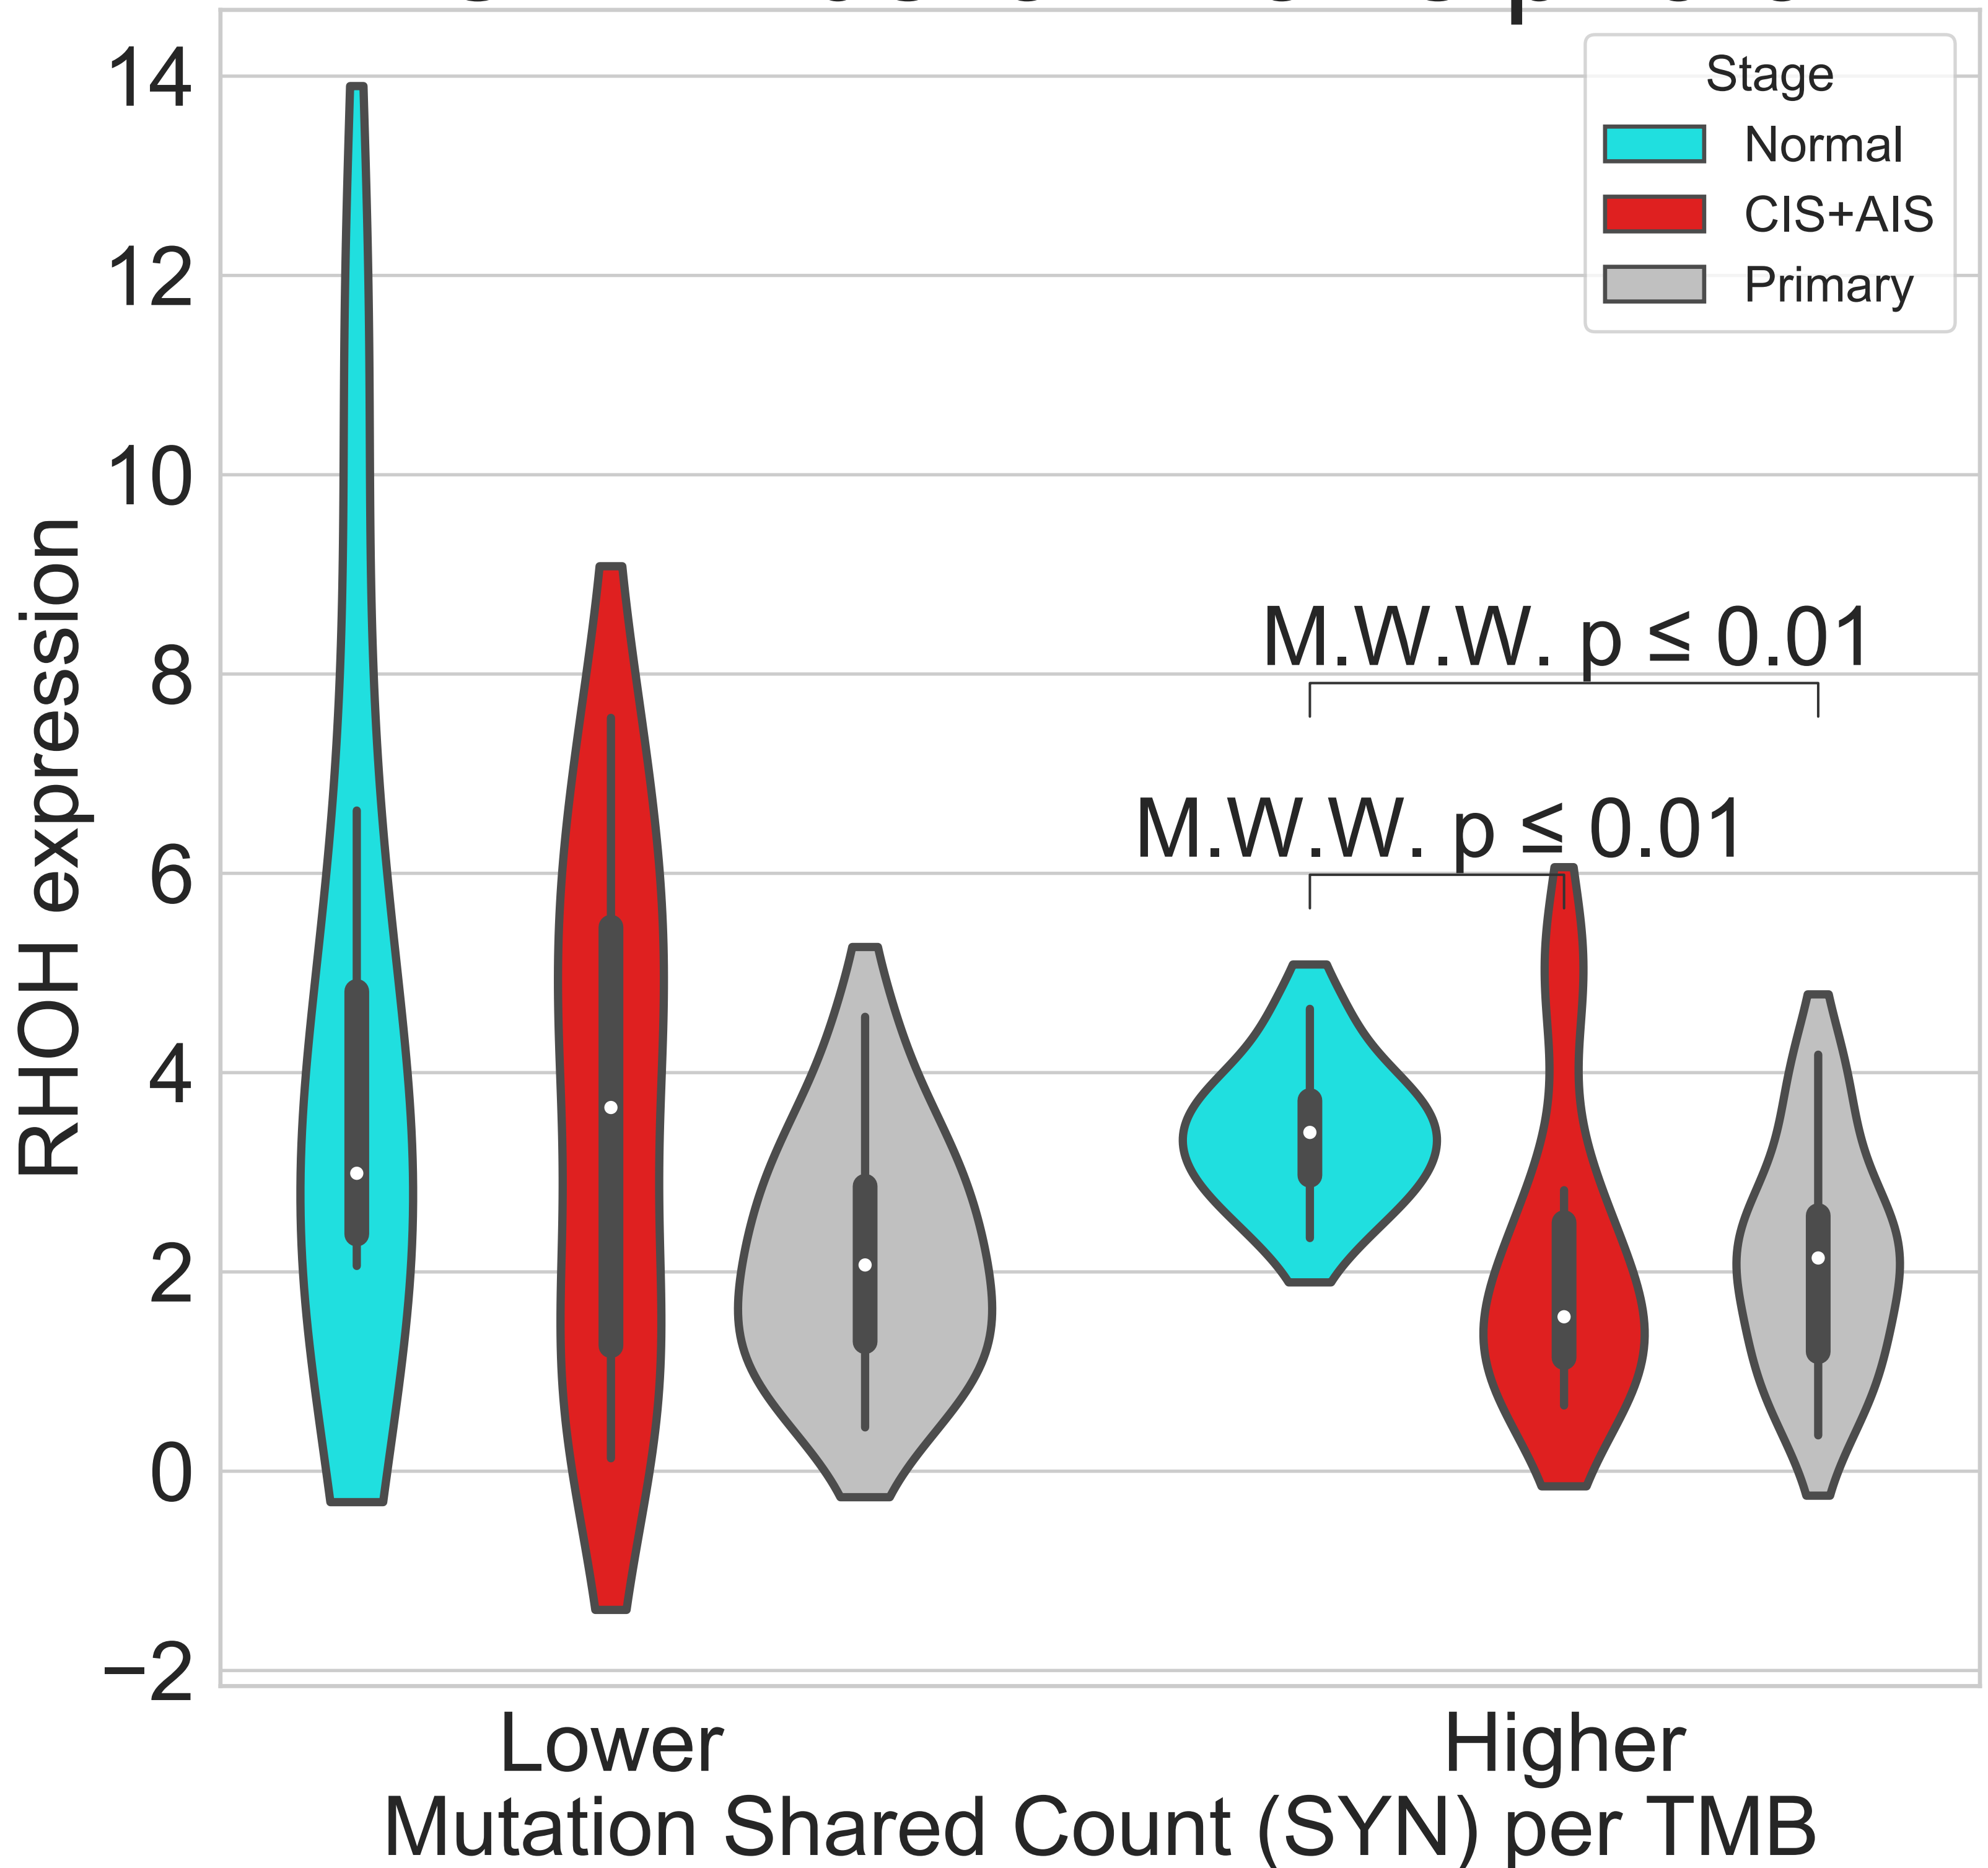 Stage
Normal
CIS+AIS
Primary
14
12
10
8
6
4
2
0
−2
RHOH expression
M.W.W. p ≤ 0.01
M.W.W. p ≤ 0.01
Lower
Higher
Mutation Shared Count (SYN) per TMB